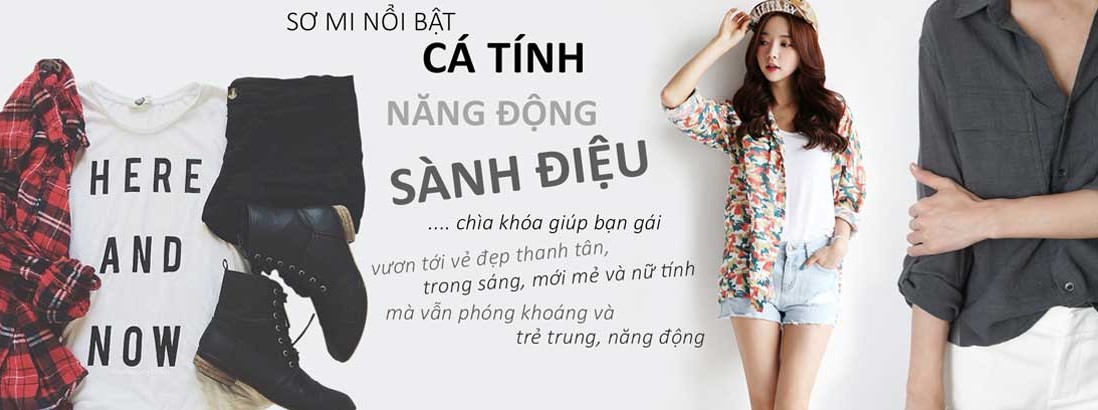 SƠ MI NỔI BẬT
CÁ TÍNH
NĂNG ĐỘNG
SÀNH ĐIỆU
.... chìa khóa giúp bạn gái
vươn tới vẻ đẹp thanh tân,
trong sáng, mới mẻ và nữ tính
mà vẫn phóng khoáng và
trẻ trung, năng động
HERE
AND
NOW